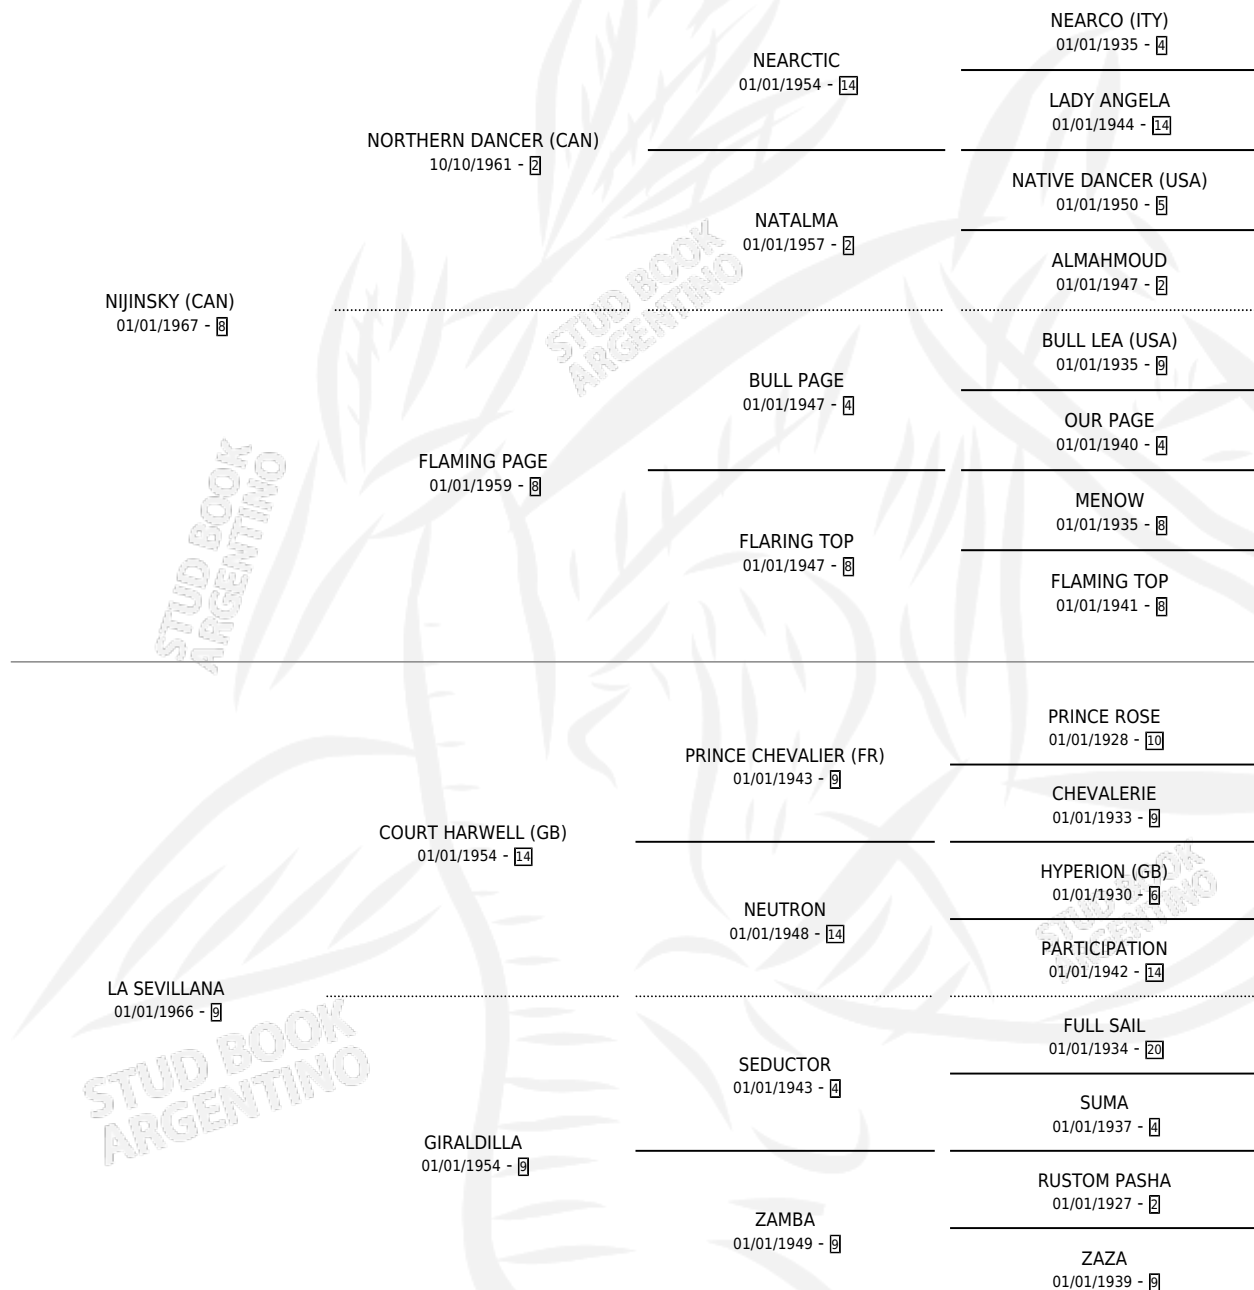 NIJINSKY (CAN)
01/01/1967 - 8
NORTHERN DANCER (CAN)
10/10/1961 - 2
NEARCTIC
01/01/1954 - 14
NEARCO (ITY)
01/01/1935 - 4
LADY ANGELA
01/01/1944 - 14
NATALMA
01/01/1957 - 2
NATIVE DANCER (USA)
01/01/1950 - 5
ALMAHMOUD
01/01/1947 - 2
FLAMING PAGE
01/01/1959 - 8
BULL PAGE
01/01/1947 - 4
BULL LEA (USA)
01/01/1935 - 9
OUR PAGE
01/01/1940 - 4
FLARING TOP
01/01/1947 - 8
MENOW
01/01/1935 - 8
FLAMING TOP
01/01/1941 - 8
LA SEVILLANA
01/01/1966 - 9
COURT HARWELL (GB)
01/01/1954 - 14
PRINCE CHEVALIER (FR)
01/01/1943 - 9
PRINCE ROSE
01/01/1928 - 10
CHEVALERIE
01/01/1933 - 9
NEUTRON
01/01/1948 - 14
HYPERION (GB)
01/01/1930 - 6
PARTICIPATION
01/01/1942 - 14
GIRALDILLA
01/01/1954 - 9
SEDUCTOR
01/01/1943 - 4
FULL SAIL
01/01/1934 - 20
SUMA
01/01/1937 - 4
ZAMBA
01/01/1949 - 9
RUSTOM PASHA
01/01/1927 - 2
ZAZA
01/01/1939 - 9
STUD BOOK
ARGENTINO
STUD BOOK
ARGENTINO
STUD BOOK
ARGENTINO
STUD BOOK
ARGENTINO